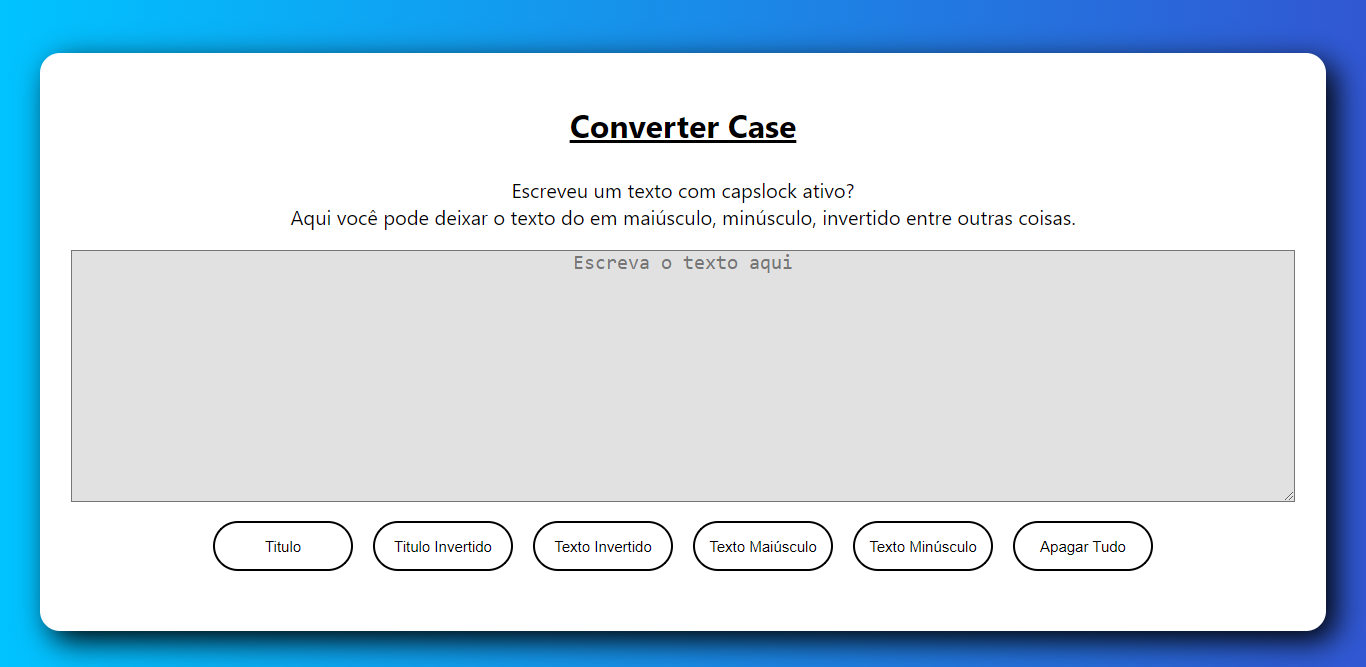 Converter Case
Escreveu um texto com capslock ativo?
Aqui você pode deixar o texto do em maiúsculo, minúsculo, invertido entre outras coisas.
Escreva o texto aqui
Titulo
Titulo Invertido
Texto Invertido
Texto Maiúsculo
Texto Minúsculo
Apagar Tudo